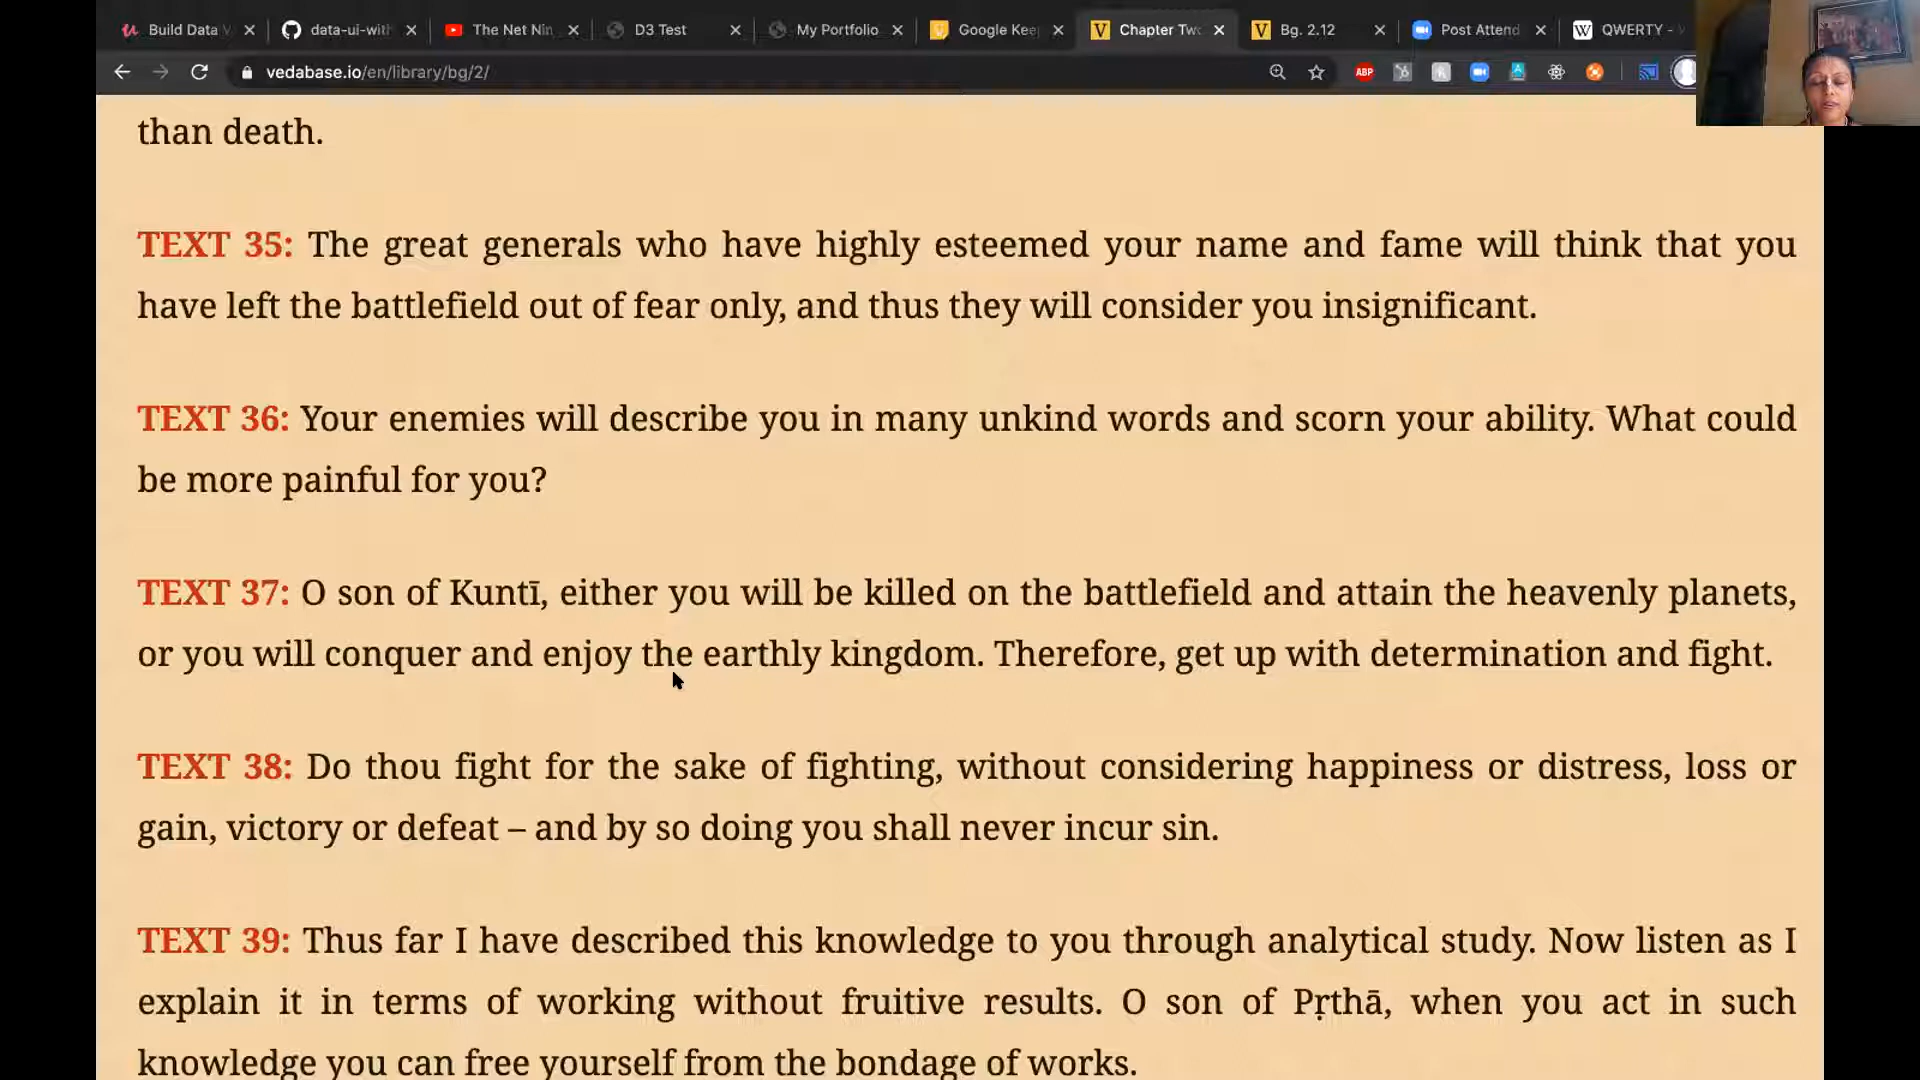 Build Data V
data-ui-with
The Net Nin
D3 Test
My Portfolio
Google Kee
Chapter Tw
Bg. 2.12
Post Attend
QWERTY -
vedabase.io/en/library/bg/2/
ABP
than death.
TEXT 35: The great generals who have highly esteemed your name and fame will think that you
have left the battlefield out of fear only, and thus they will consider you insignificant.
TEXT 36: Your enemies will describe you in many unkind words and scorn your ability. What could
be more painful for you?
TEXT 37: O son of Kuntī, either you will be killed on the battlefield and attain the heavenly planets,
or you will conquer and enjoy the earthly kingdom. Therefore, get up with determination and fight.
TEXT 38: Do thou fight for the sake of fighting, without considering happiness or distress, loss or
gain, victory or defeat – and by so doing you shall never incur sin.
TEXT 39: Thus far I have described this knowledge to you through analytical study. Now listen as I
explain it in terms of working without fruitive results. O son of Pṛthā, when you act in such
knowledge you can free yourself from the bondage of works.